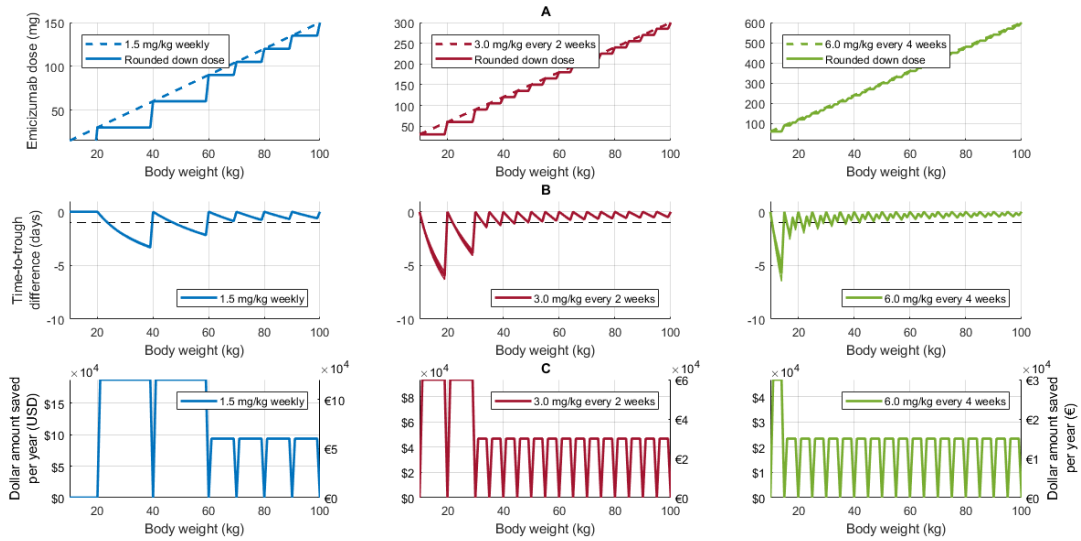 A
Emicizumab dose (mg)
150
100
50
1.5 mg/kg weekly
Rounded down dose
20 40 60 80 100
Body weight (kg)
300
250
200
150
100
50
3.0 mg/kg every 2 weeks
Rounded down dose
20 40 60 80 100
Body weight (kg)
600
500
400
300
200
100
6.0 mg/kg every 4 weeks
Rounded down dose
20 40 60 80 100
Body weight (kg)
B
Time-to-trough
difference (days)
0
-5
-10
1.5 mg/kg weekly
20 40 60 80 100
Body weight (kg)
0
-5
-10
3.0 mg/kg every 2 weeks
20 40 60 80 100
Body weight (kg)
0
-5
-10
6.0 mg/kg every 4 weeks
20 40 60 80 100
Body weight (kg)
C
Dollar amount saved
per year (USD)
× 10⁴
$15
$10
$5
$0
1.5 mg/kg weekly
× 10⁴
€10
€5
€0
20 40 60 80 100
Body weight (kg)
× 10⁴
$8
$6
$4
$2
$0
3.0 mg/kg every 2 weeks
× 10⁴
€6
€4
€2
€0
20 40 60 80 100
Body weight (kg)
× 10⁴
$4
$3
$2
$1
$0
6.0 mg/kg every 4 weeks
× 10⁴
€3
€2
€1
€0
20 40 60 80 100
Body weight (kg)
Dollar amount saved
per year (€)